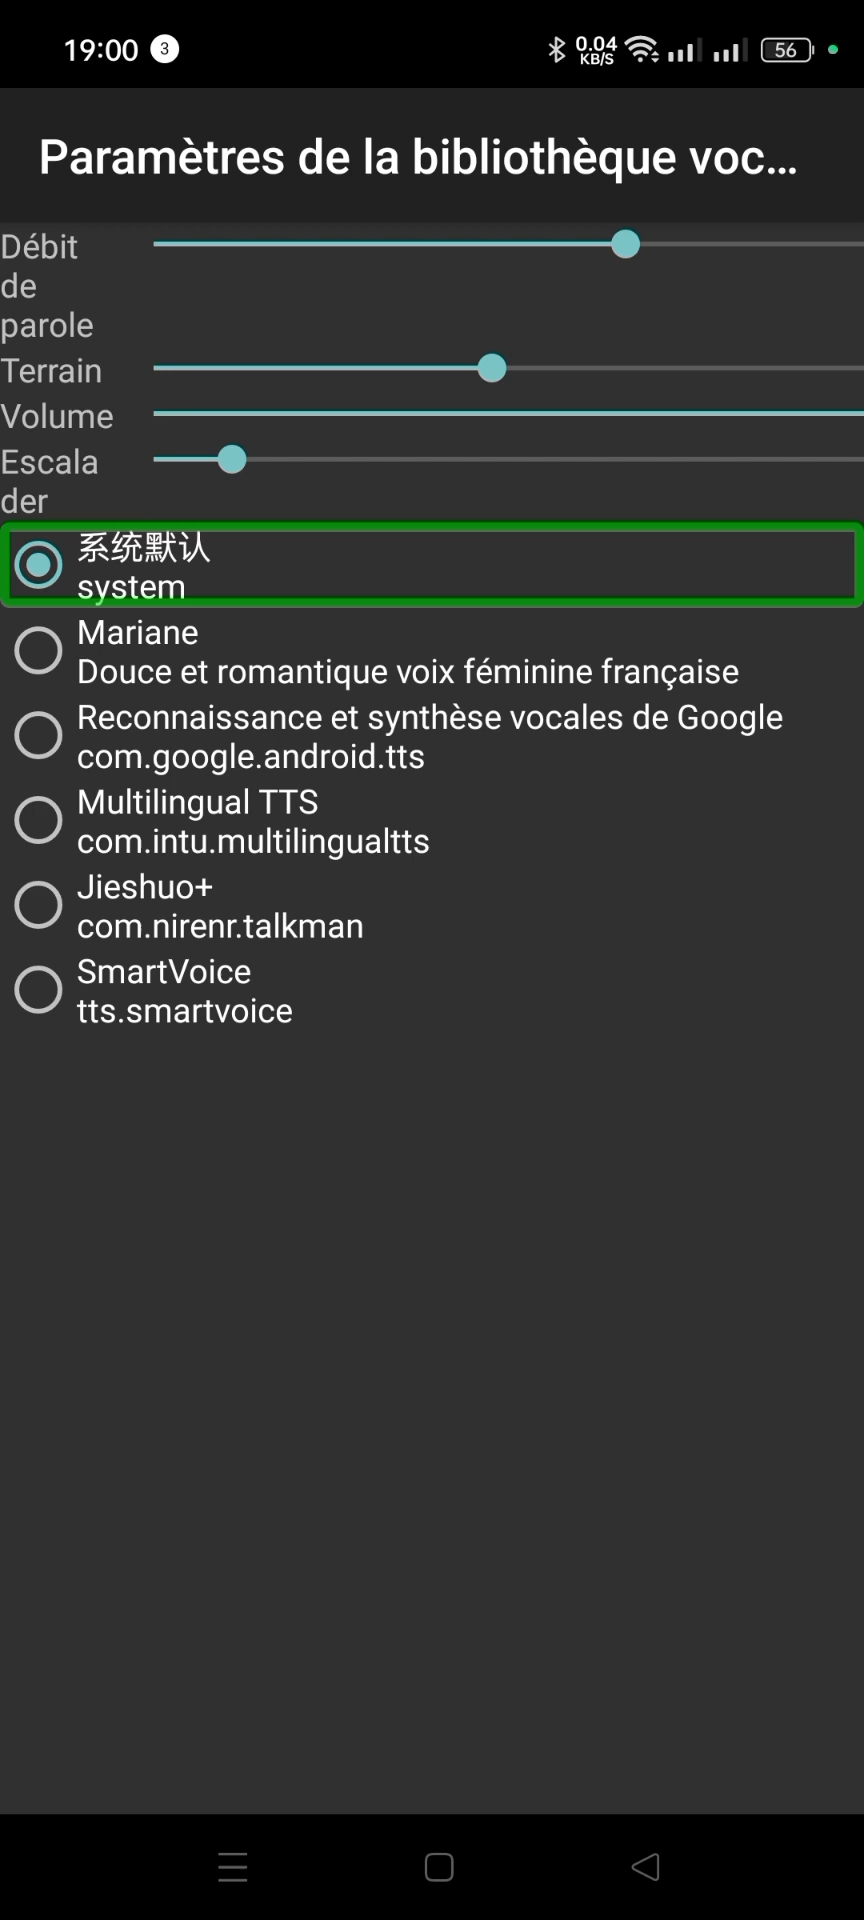 19:00 3 0.04 KB/S 56
Paramètres de la bibliothèque voc...
Débit
de
parole
Terrain
Volume
Escala
der
系统默认
system
Mariane
Douce et romantique voix féminine française
Reconnaissance et synthèse vocales de Google
com.google.android.tts
Multilingual TTS
com.intu.multilingualtts
Jieshuo+
com.nirenr.talkman
SmartVoice
tts.smartvoice